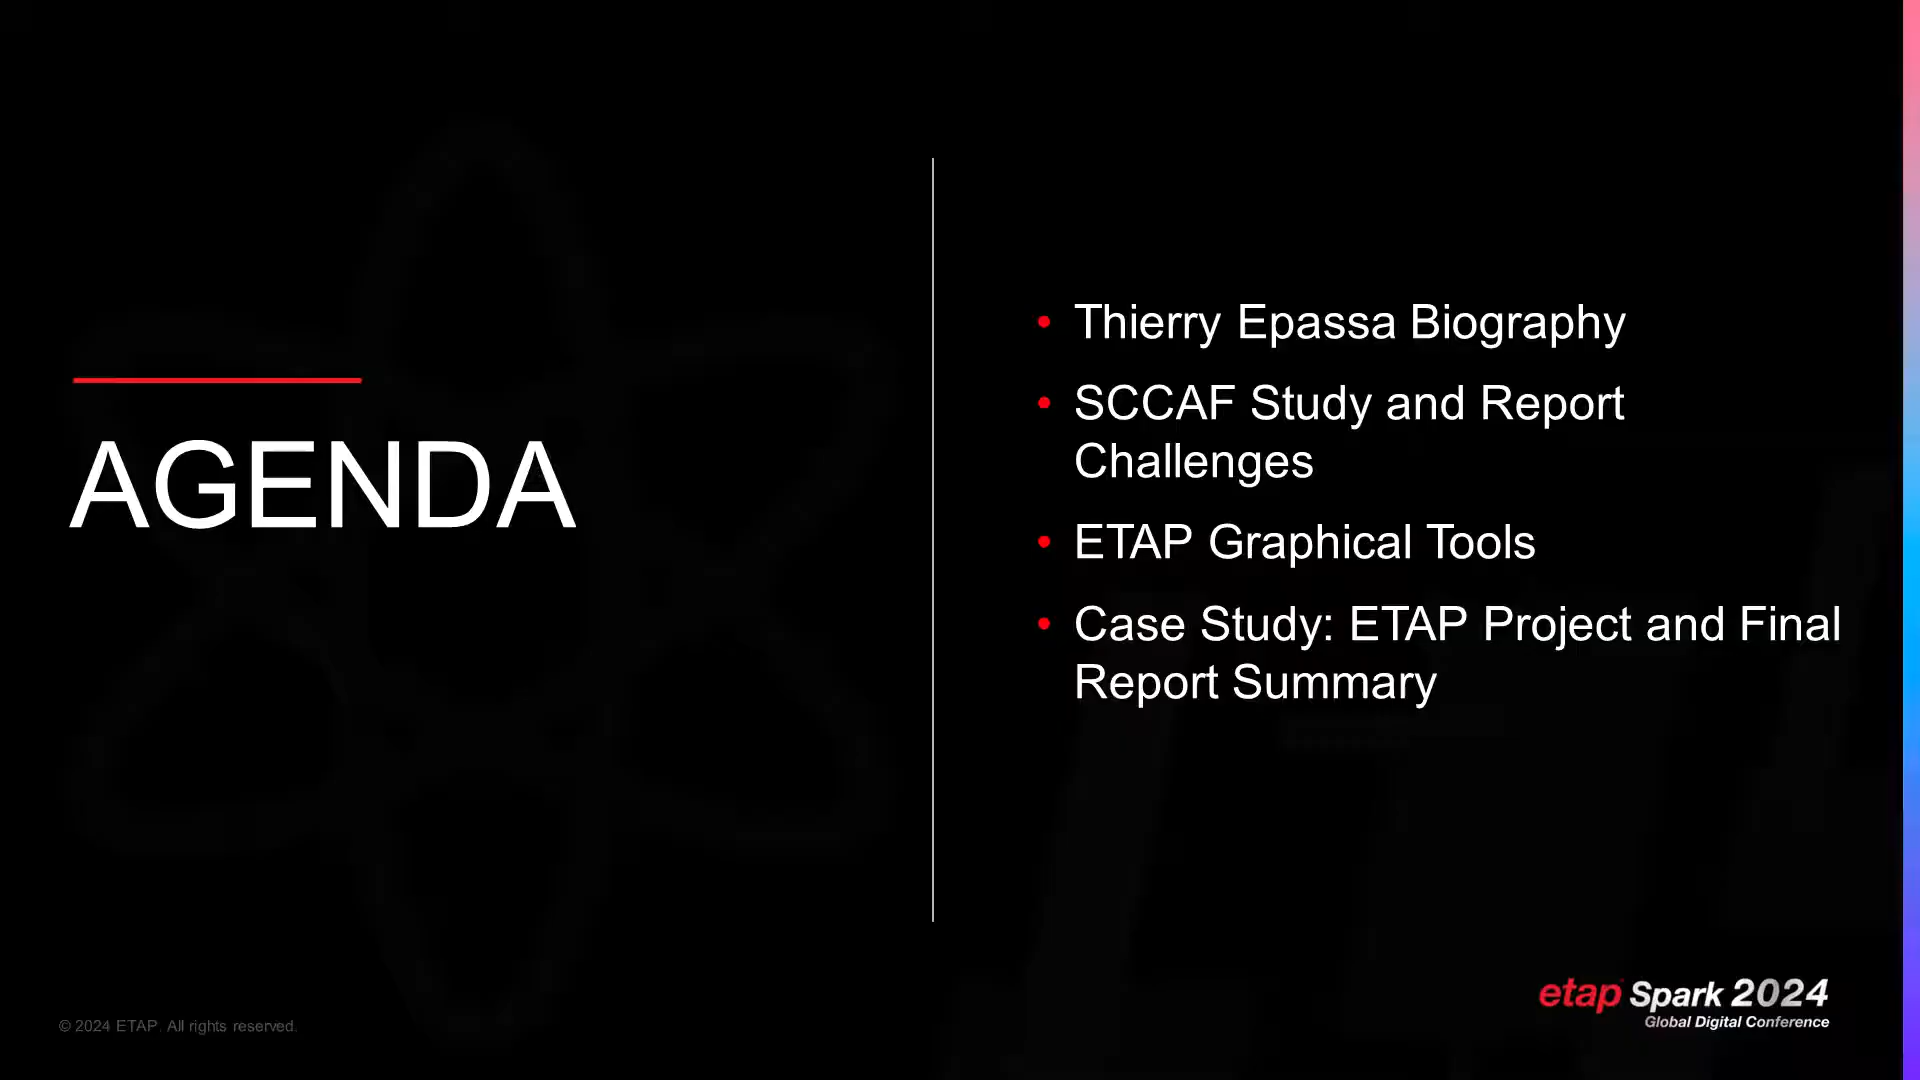 AGENDA
• Thierry Epassa Biography
• SCCAF Study and Report
Challenges
• ETAP Graphical Tools
• Case Study: ETAP Project and Final
Report Summary
© 2024 ETAP. All rights reserved.
etap Spark 2024
Global Digital Conference